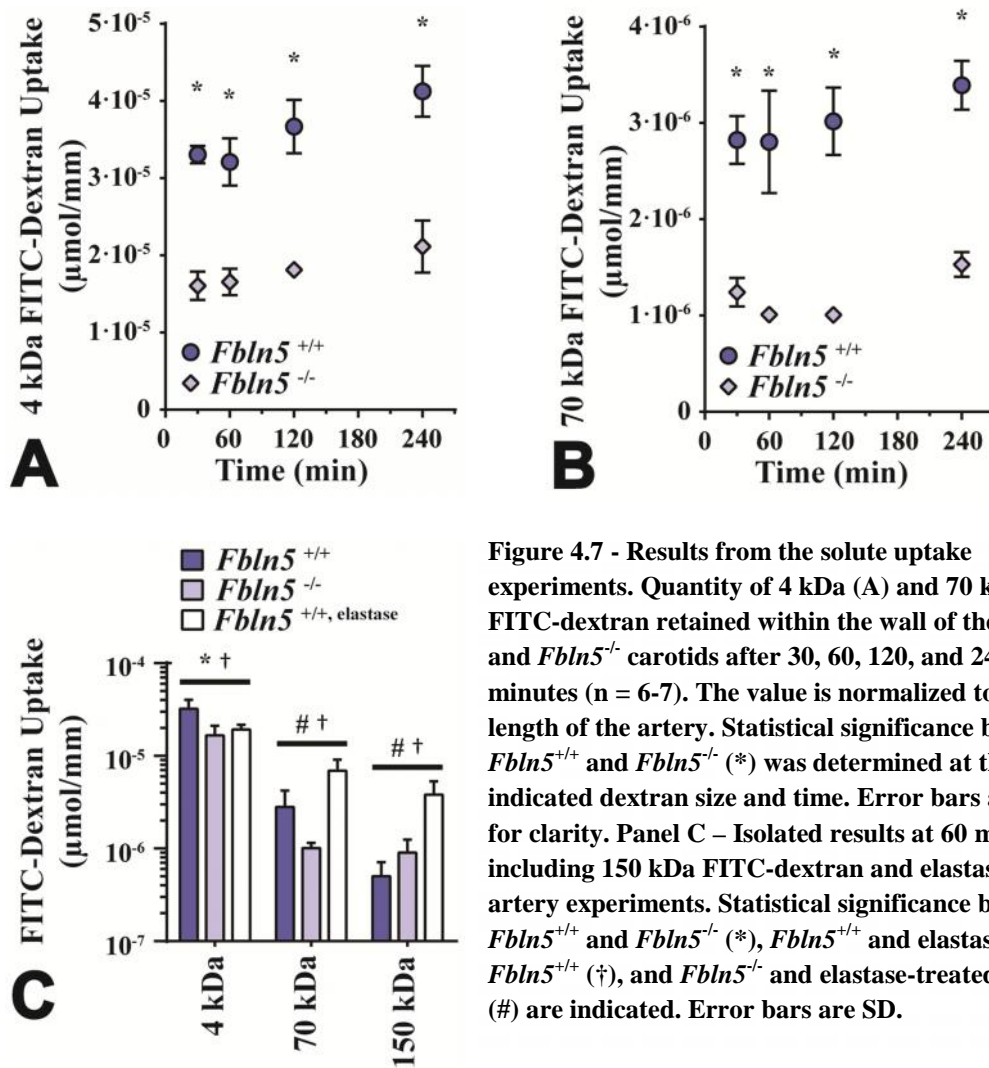 4 kDa FITC-Dextran Uptake
(µmol/mm)
5·10⁻⁵
4·10⁻⁵
3·10⁻⁵
2·10⁻⁵
1·10⁻⁵
0
* * * *
Fbln5 +/+
Fbln5 -/-
0 60 120 180 240
Time (min)
A
70 kDa FITC-Dextran Uptake
(µmol/mm)
4·10⁻⁶
3·10⁻⁶
2·10⁻⁶
1·10⁻⁶
0
* * * *
Fbln5 +/+
Fbln5 -/-
0 60 120 180 240
Time (min)
B
Fbln5 +/+
Fbln5 -/-
Fbln5 +/+, elastase
FITC-Dextran Uptake
(µmol/mm)
10⁻⁴
10⁻⁵
10⁻⁶
10⁻⁷
* †
# †
# †
4 kDa
70 kDa
150 kDa
C
Figure 4.7 - Results from the solute uptake
experiments. Quantity of 4 kDa (A) and 70 k
FITC-dextran retained within the wall of the
and Fbln5-/- carotids after 30, 60, 120, and 24
minutes (n = 6-7). The value is normalized to
length of the artery. Statistical significance b
Fbln5+/+ and Fbln5-/- (*) was determined at th
indicated dextran size and time. Error bars a
for clarity. Panel C – Isolated results at 60 m
including 150 kDa FITC-dextran and elastas
artery experiments. Statistical significance b
Fbln5+/+ and Fbln5-/- (*), Fbln5+/+ and elastas
Fbln5+/+ (†), and Fbln5-/- and elastase-treated
(#) are indicated. Error bars are SD.